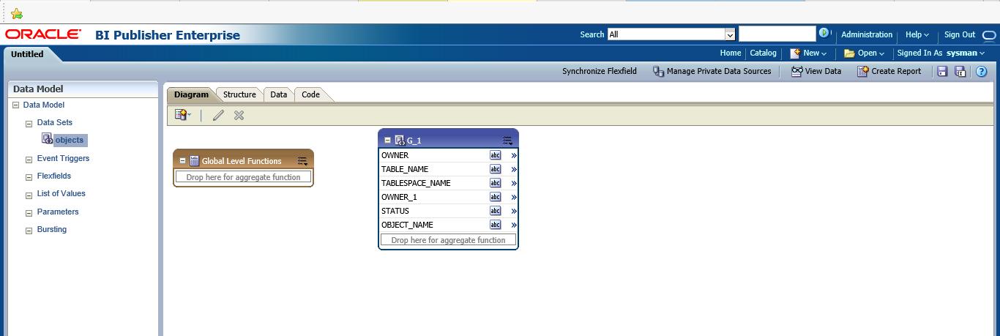 ORACLE BI Publisher Enterprise
Search All Administration Help Sign Out
Untitled
Home Catalog New Open Signed In As sysman
Synchronize Flexfield Manage Private Data Sources View Data Create Report
Data Model
Data Model
Data Sets
objects
Event Triggers
Flexfields
List of Values
Parameters
Bursting
Diagram Structure Data Code
Global Level Functions
Drop here for aggregate function
G_1
OWNER abc
TABLE_NAME abc
TABLESPACE_NAME abc
OWNER_1 abc
STATUS abc
OBJECT_NAME abc
Drop here for aggregate function